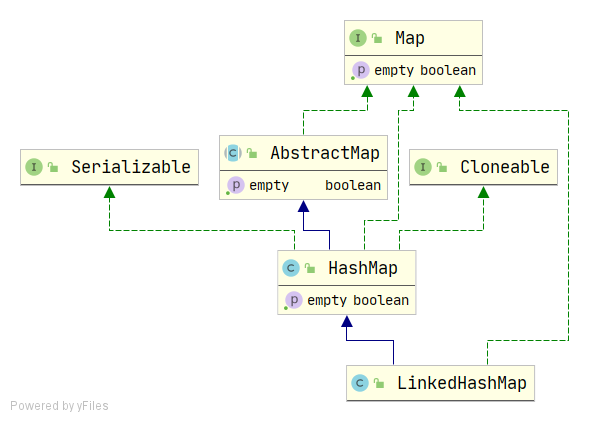 I Map
p empty boolean
I Serializable
C AbstractMap
p empty boolean
I Cloneable
C HashMap
p empty boolean
C LinkedHashMap
Powered by yFiles